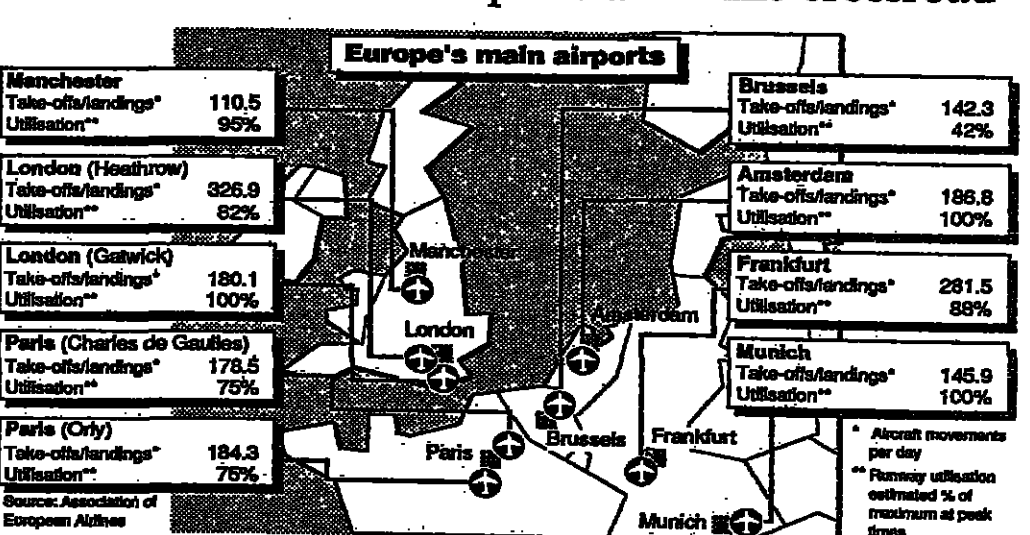 crossroad
Europe's main airports
Manchester
Take-offs/landings* 110.5
Utilisation** 95%
London (Heathrow)
Take-offs/landings* 326.9
Utilisation** 82%
London (Gatwick)
Take-offs/landings* 180.1
Utilisation** 100%
Paris (Charles de Gaulles)
Take-offs/landings* 178.5
Utilisation** 75%
Paris (Orly)
Take-offs/landings* 184.3
Utilisation** 75%
Source: Association of
European Airlines
Brussels
Take-offs/landings* 142.3
Utilisation** 42%
Amsterdam
Take-offs/landings* 186.8
Utilisation** 100%
Frankfurt
Take-offs/landings* 281.5
Utilisation** 88%
Munich
Take-offs/landings* 145.9
Utilisation** 100%
* Aircraft movements
per day
** Runway utilisation
estimated % of
maximum at peak
times
Manchester
London
Amsterdam
Paris
Brussels
Frankfurt
Munich